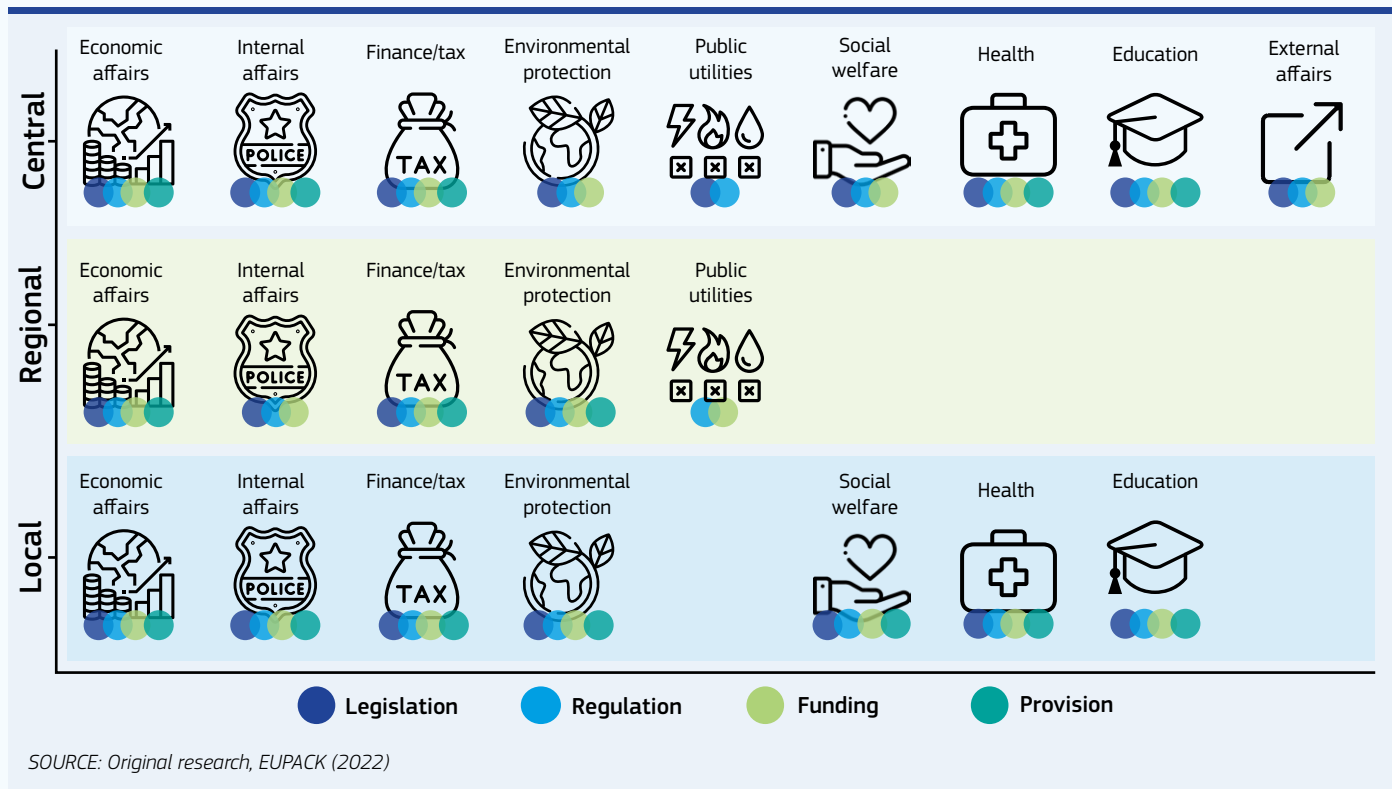 Central
Economic
affairs
Internal
affairs
Finance/tax
Environmental
protection
Public
utilities
Social
welfare
Health
Education
External
affairs
POLICE
TAX
Regional
Economic
affairs
Internal
affairs
Finance/tax
Environmental
protection
Public
utilities
POLICE
TAX
Local
Economic
affairs
Internal
affairs
Finance/tax
Environmental
protection
Social
welfare
Health
Education
POLICE
TAX
Legislation
Regulation
Funding
Provision
SOURCE: Original research, EUPACK (2022)